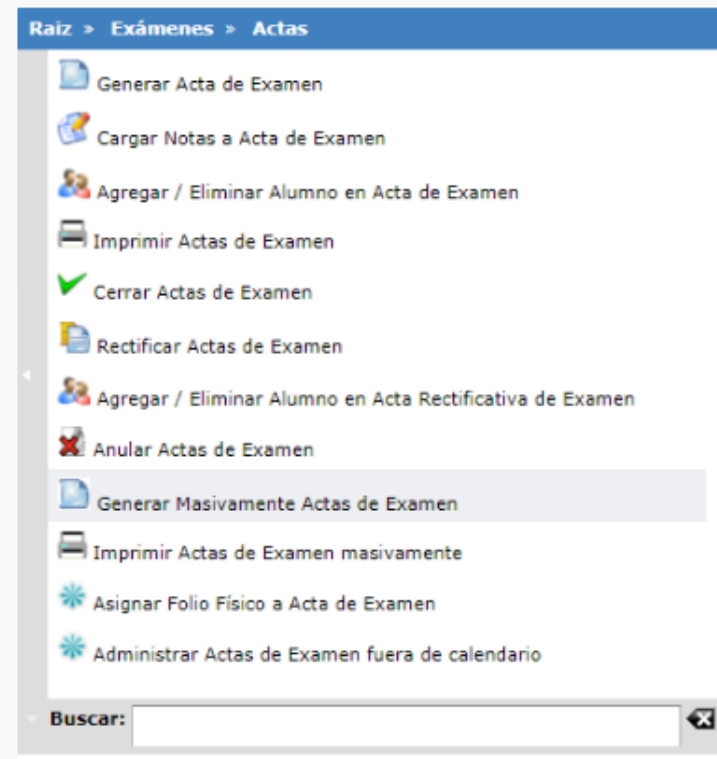 Raiz » Exámenes » Actas
Generar Acta de Examen
Cargar Notas a Acta de Examen
Agregar / Eliminar Alumno en Acta de Examen
Imprimir Actas de Examen
Cerrar Actas de Examen
Rectificar Actas de Examen
Agregar / Eliminar Alumno en Acta Rectificativa de Examen
Anular Actas de Examen
Generar Masivamente Actas de Examen
Imprimir Actas de Examen masivamente
Asignar Folio Físico a Acta de Examen
Administrar Actas de Examen fuera de calendario
Buscar: